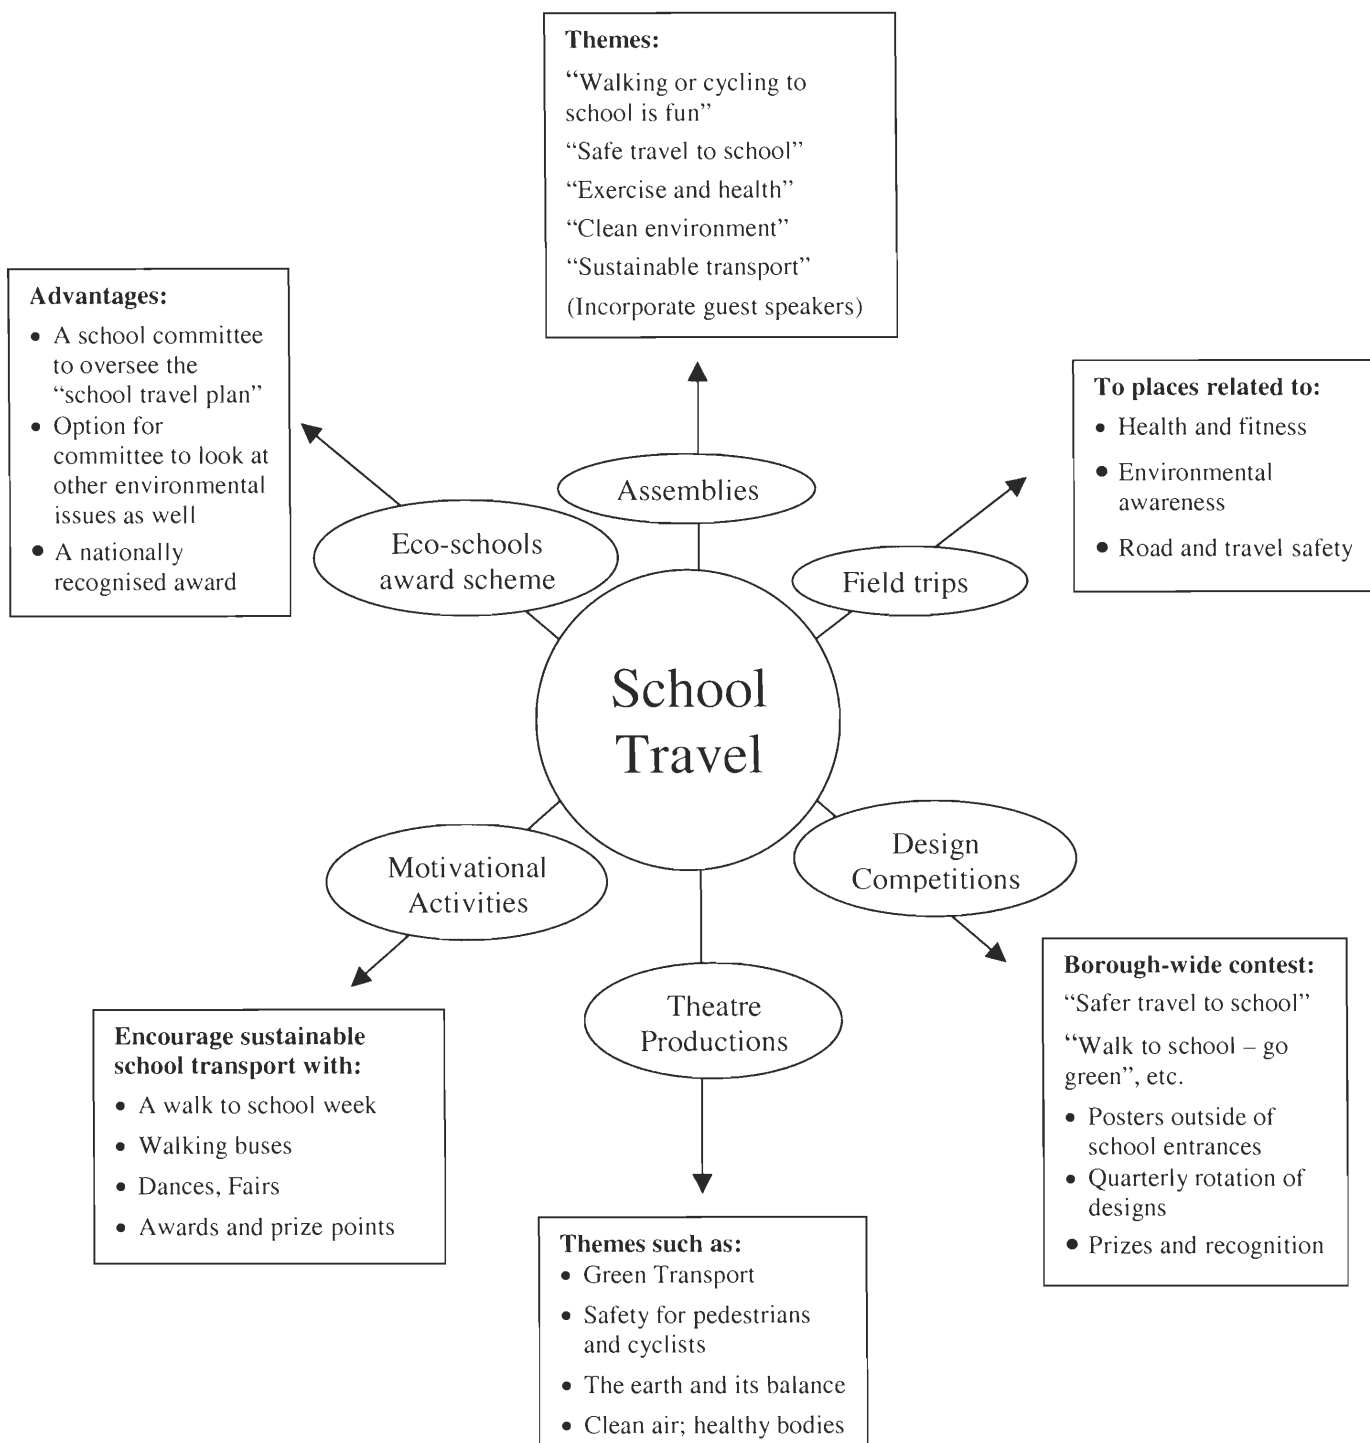 Themes:
“Walking or cycling to
school is fun”
“Safe travel to school”
“Exercise and health”
“Clean environment”
“Sustainable transport”
(Incorporate guest speakers)
Advantages:
• A school committee
to oversee the
“school travel plan”
• Option for
committee to look at
other environmental
issues as well
• A nationally
recognised award
To places related to:
• Health and fitness
• Environmental
awareness
• Road and travel safety
Assemblies
Eco-schools
award scheme
Field trips
School
Travel
Motivational
Activities
Design
Competitions
Theatre
Productions
Encourage sustainable
school transport with:
• A walk to school week
• Walking buses
• Dances, Fairs
• Awards and prize points
Borough-wide contest:
“Safer travel to school”
“Walk to school – go
green”, etc.
• Posters outside of
school entrances
• Quarterly rotation of
designs
• Prizes and recognition
Themes such as:
• Green Transport
• Safety for pedestrians
and cyclists
• The earth and its balance
• Clean air; healthy bodies